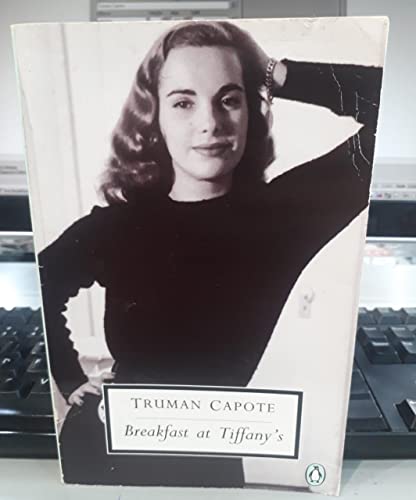 TRUMAN CAPOTE
Breakfast at Tiffany's